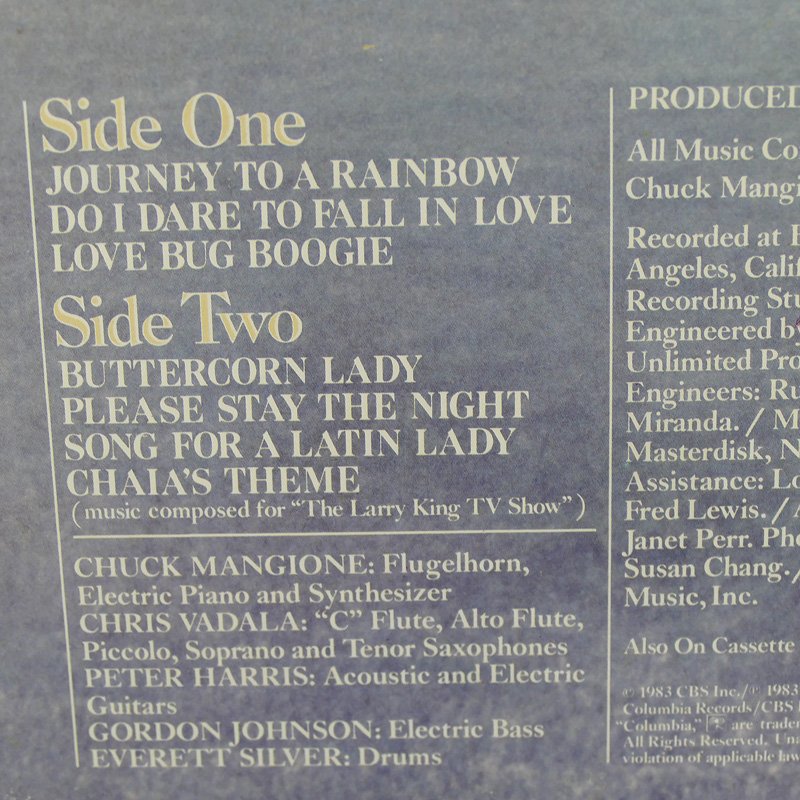 Side One
JOURNEY TO A RAINBOW
DO I DARE TO FALL IN LOVE
LOVE BUG BOOGIE
Side Two
BUTTERCORN LADY
PLEASE STAY THE NIGHT
SONG FOR A LATIN LADY
CHAIA'S THEME
(music composed for "The Larry King TV Show")
CHUCK MANGIONE: Flugelhorn,
Electric Piano and Synthesizer
CHRIS VADALA: "C" Flute, Alto Flute,
Piccolo, Soprano and Tenor Saxophones
PETER HARRIS: Acoustic and Electric
Guitars
GORDON JOHNSON: Electric Bass
EVERETT SILVER: Drums
PRODUCED
All Music Co
Chuck Mangi
Recorded at
Angeles, Calif
Recording Stu
Engineered by
Unlimited Pro
Engineers: Ru
Miranda. / M
Masterdisk, N
Assistance: Lo
Fred Lewis. / A
Janet Perr. Pho
Susan Chang. /
Music, Inc.
Also On Cassette
© 1983 CBS Inc./℗ 1983
Columbia Records/CBS
"Columbia," are trade
All Rights Reserved. Una
violation of applicable law